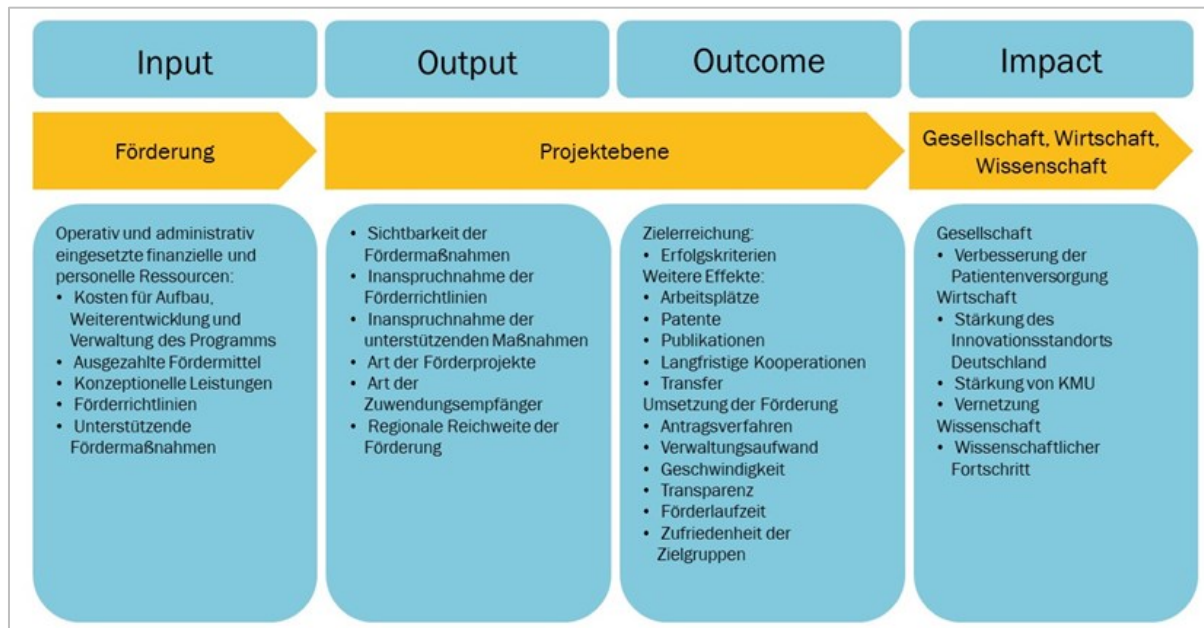 Input
Output
Outcome
Impact
Förderung
Projektebene
Gesellschaft, Wirtschaft,
Wissenschaft
Operativ und administrativ
eingesetzte finanzielle und
personelle Ressourcen:
• Kosten für Aufbau,
Weiterentwicklung und
Verwaltung des Programms
• Ausgezahlte Fördermittel
• Konzeptionelle Leistungen
• Förderrichtlinien
• Unterstützende
Fördermaßnahmen
• Sichtbarkeit der
Fördermaßnahmen
• Inanspruchnahme der
Förderrichtlinien
• Inanspruchnahme der
unterstützenden Maßnahmen
• Art der Förderprojekte
• Art der
Zuwendungsempfänger
• Regionale Reichweite der
Förderung
Zielerreichung:
• Erfolgskriterien
Weitere Effekte:
• Arbeitsplätze
• Patente
• Publikationen
• Langfristige Kooperationen
• Transfer
Umsetzung der Förderung
• Antragsverfahren
• Verwaltungsaufwand
• Geschwindigkeit
• Transparenz
• Förderlaufzeit
• Zufriedenheit der
Zielgruppen
Gesellschaft
• Verbesserung der
Patientenversorgung
Wirtschaft
• Stärkung des
Innovationsstandorts
Deutschland
• Stärkung von KMU
• Vernetzung
Wissenschaft
• Wissenschaftlicher
Fortschritt